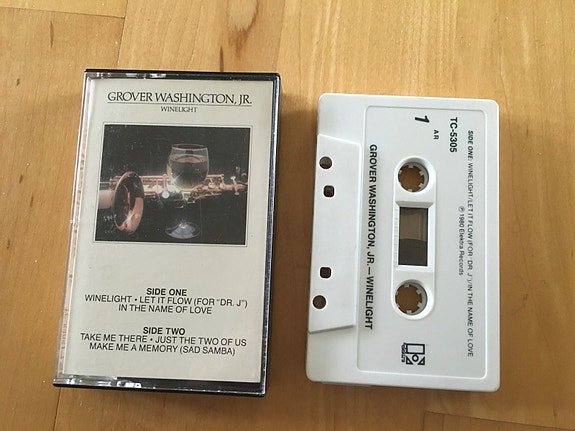 GROVER WASHINGTON, JR.
WINELIGHT
SIDE ONE
WINELIGHT • LET IT FLOW (FOR "DR. J")
IN THE NAME OF LOVE
SIDE TWO
TAKE ME THERE • JUST THE TWO OF US
MAKE ME A MEMORY (SAD SAMBA)
TC-5305
1
AR
SIDE ONE: WINELIGHT/LET IT FLOW (FOR "DR. J")/IN THE NAME OF LOVE
℗ 1980 Elektra Records
GROVER WASHINGTON, JR.—WINELIGHT